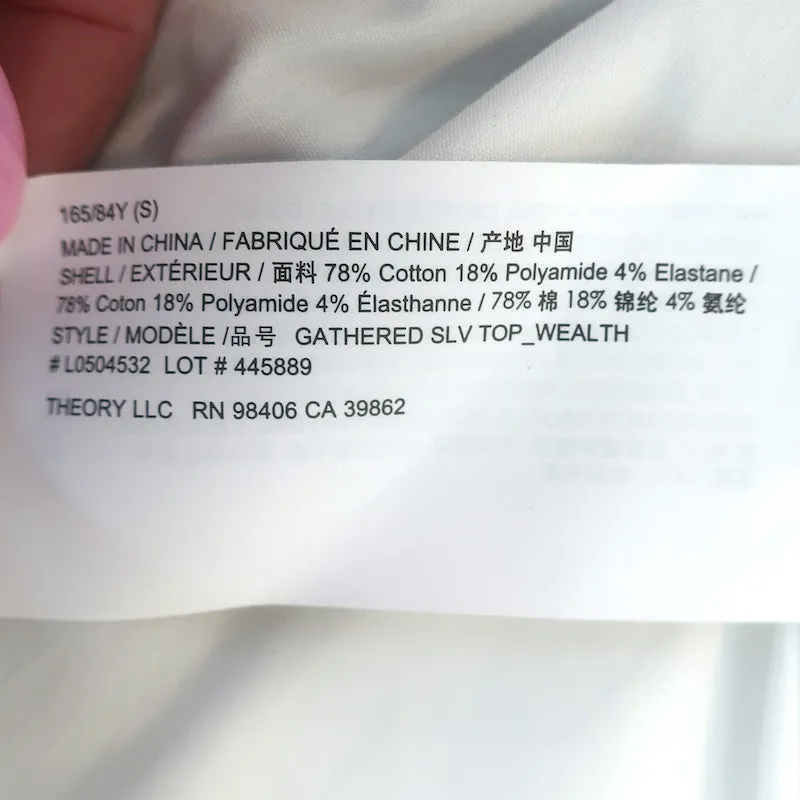 165/84Y (S)
MADE IN CHINA / FABRIQUÉ EN CHINE / 产地 中国
SHELL / EXTÉRIEUR / 面料 78% Cotton 18% Polyamide 4% Elastane /
78% Coton 18% Polyamide 4% Élasthanne / 78% 棉 18% 锦纶 4% 氨纶
STYLE / MODÈLE /品号 GATHERED SLV TOP_WEALTH
# L0504532 LOT # 445889
THEORY LLC RN 98406 CA 39862